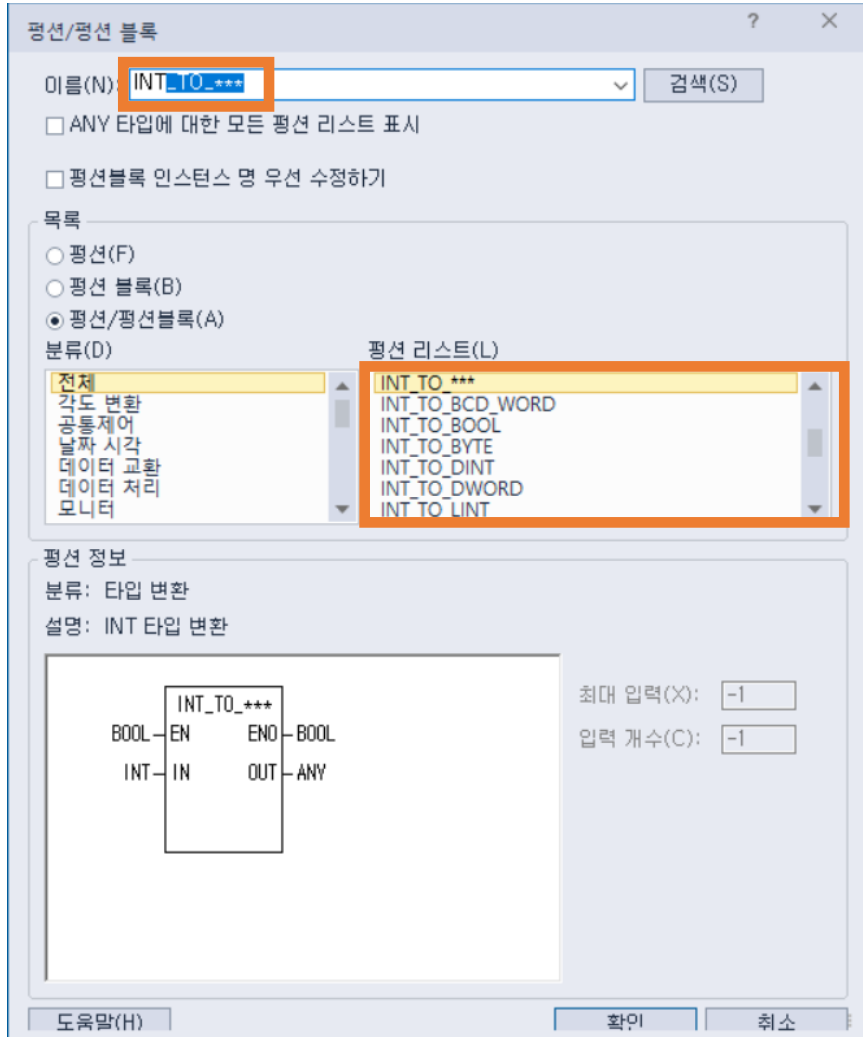 펑션/펑션 블록
이름(N): INT_TO_*** 검색(S)
ANY 타입에 대한 모든 펑션 리스트 표시
펑션블록 인스턴스 명 우선 수정하기
목록
펑션(F)
펑션 블록(B)
펑션/펑션블록(A)
분류(D) 펑션 리스트(L)
전체 INT_TO_***
각도 변환 INT_TO_BCD_WORD
공통제어 INT_TO_BOOL
날짜 시각 INT_TO_BYTE
데이터 교환 INT_TO_DINT
데이터 처리 INT_TO_DWORD
모니터 INT_TO_LINT
펑션 정보
분류: 타입 변환
설명: INT 타입 변환
INT_TO_***
BOOL EN ENO BOOL
INT IN OUT ANY
최대 입력(X): -1
입력 개수(C): -1
도움말(H) 확인 취소